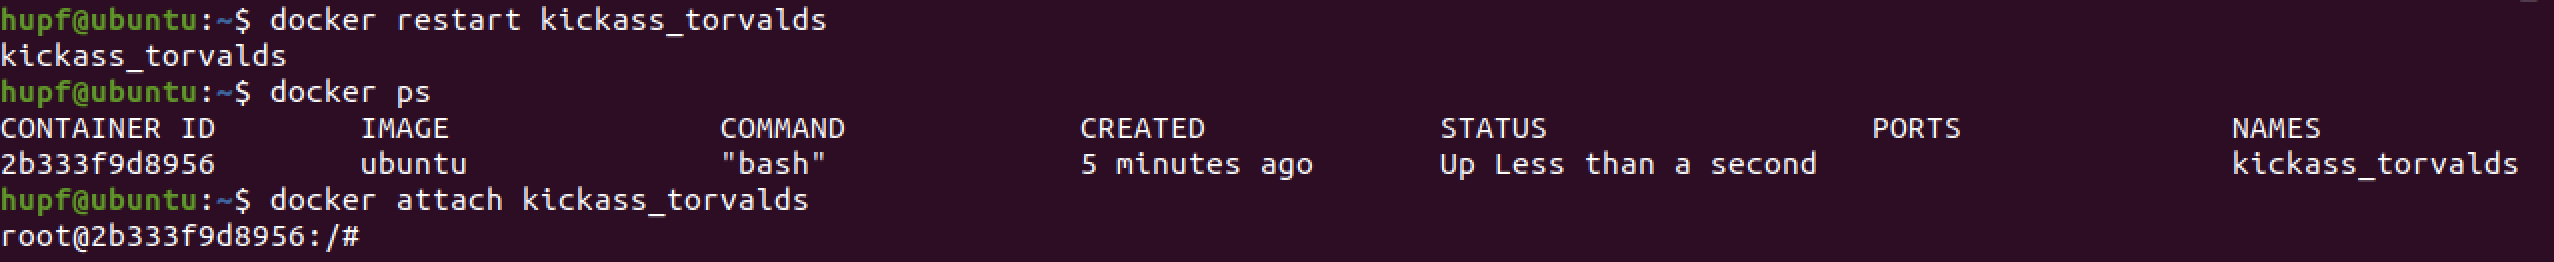 hupf@ubuntu:~$ docker restart kickass_torvalds
kickass_torvalds
hupf@ubuntu:~$ docker ps
CONTAINER ID        IMAGE               COMMAND             CREATED             STATUS                  PORTS               NAMES
2b333f9d8956        ubuntu              "bash"              5 minutes ago       Up Less than a second                       kickass_torvalds
hupf@ubuntu:~$ docker attach kickass_torvalds
root@2b333f9d8956:/#